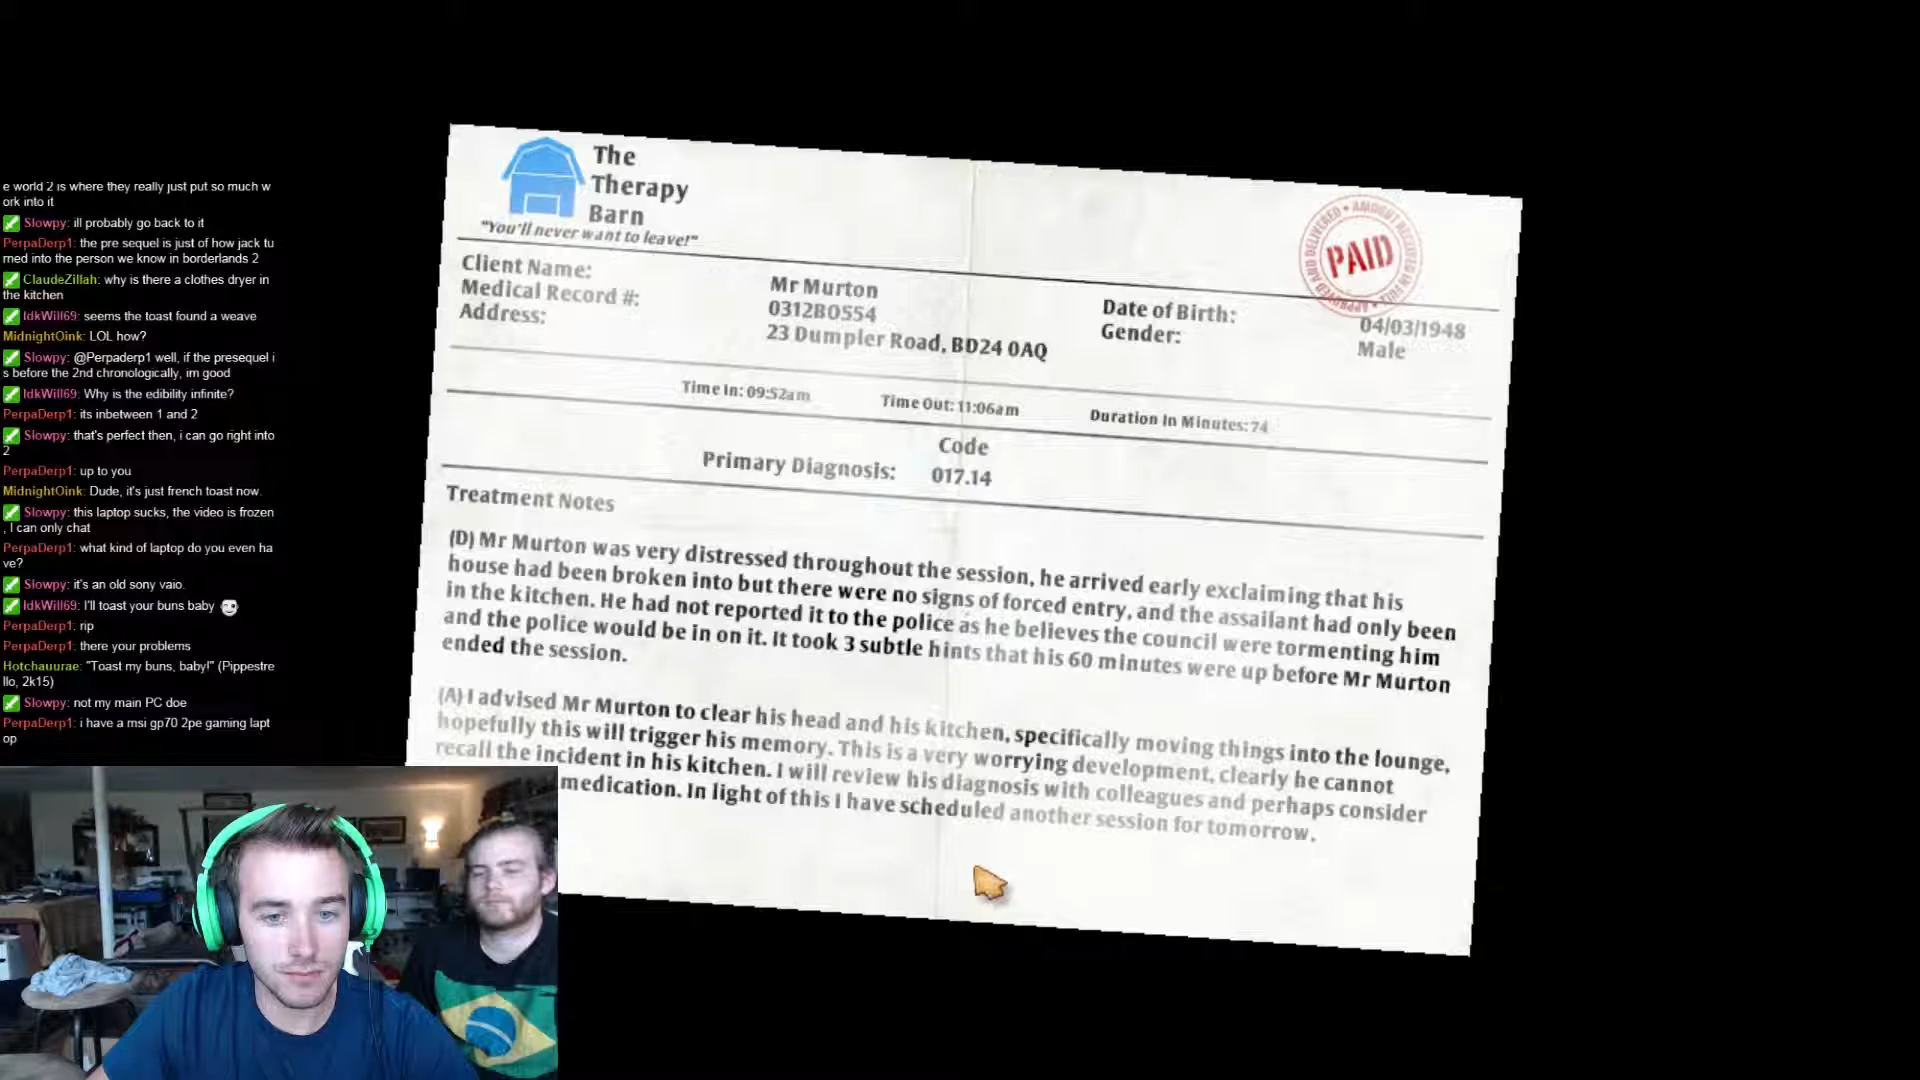 e world 2 is where they really just put so much w
ork into it
Slowpy: ill probably go back to it
PerpaDerp1: the pre sequel is just of how jack tu
rned into the person we know in borderlands 2
ClaudeZillah: why is there a clothes dryer in
the kitchen
IdkWill69: seems the toast found a weave
MidnightOink: LOL how?
Slowpy: @Perpaderp1 well, if the presequel i
s before the 2nd chronologically, im good
IdkWill69: Why is the edibility infinite?
PerpaDerp1: its inbetween 1 and 2
Slowpy: that's perfect then, i can go right into
2
PerpaDerp1: up to you
MidnightOink: Dude, it's just french toast now.
Slowpy: this laptop sucks, the video is frozen
, I can only chat
PerpaDerp1: what kind of laptop do you even ha
ve?
Slowpy: it's an old sony vaio.
IdkWill69: I'll toast your buns baby
PerpaDerp1: rip
PerpaDerp1: there your problems
Hotchauurae: "Toast my buns, baby!" (Pippestre
llo, 2k15)
Slowpy: not my main PC doe
PerpaDerp1: i have a msi gp70 2pe gaming lapt
op
The
Therapy
Barn
"You'll never want to leave!"
APPROVED AND DELIVERED • AMOUNT RECEIVED IN FULL
PAID
Client Name: Mr Murton Date of Birth: 04/03/1948
Medical Record #: 0312BO554 Gender: Male
Address: 23 Dumpler Road, BD24 0AQ
Time In: 09:52am Time Out: 11:06am Duration In Minutes: 74
Code
Primary Diagnosis: 017.14
Treatment Notes
(D) Mr Murton was very distressed throughout the session, he arrived early exclaiming that his
house had been broken into but there were no signs of forced entry, and the assailant had only been
in the kitchen. He had not reported it to the police as he believes the council were tormenting him
and the police would be in on it. It took 3 subtle hints that his 60 minutes were up before Mr Murton
ended the session.
(A) I advised Mr Murton to clear his head and his kitchen, specifically moving things into the lounge,
hopefully this will trigger his memory. This is a very worrying development, clearly he cannot
recall the incident in his kitchen. I will review his diagnosis with colleagues and perhaps consider
medication. In light of this I have scheduled another session for tomorrow.